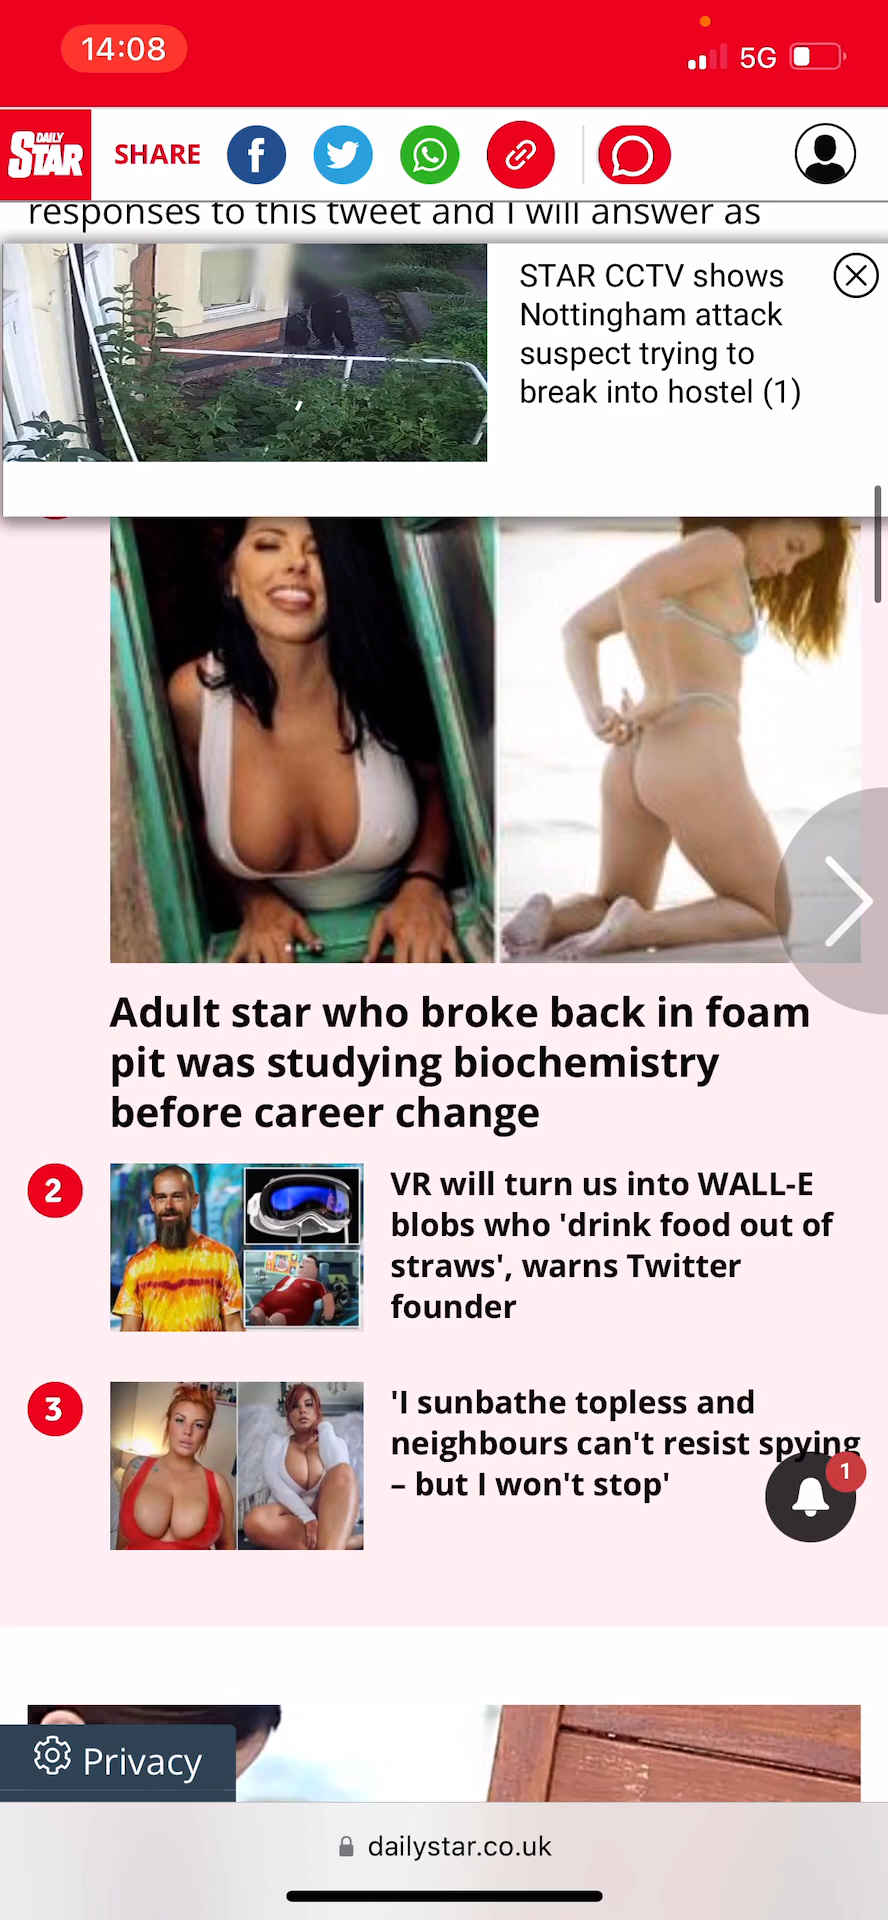 14:08
5G
DAILY
STAR
SHARE
responses to this tweet and I will answer as
STAR CCTV shows
Nottingham attack
suspect trying to
break into hostel (1)
Adult star who broke back in foam
pit was studying biochemistry
before career change
2
VR will turn us into WALL-E
blobs who 'drink food out of
straws', warns Twitter
founder
3
'I sunbathe topless and
neighbours can't resist spying
– but I won't stop'
1
Privacy
dailystar.co.uk